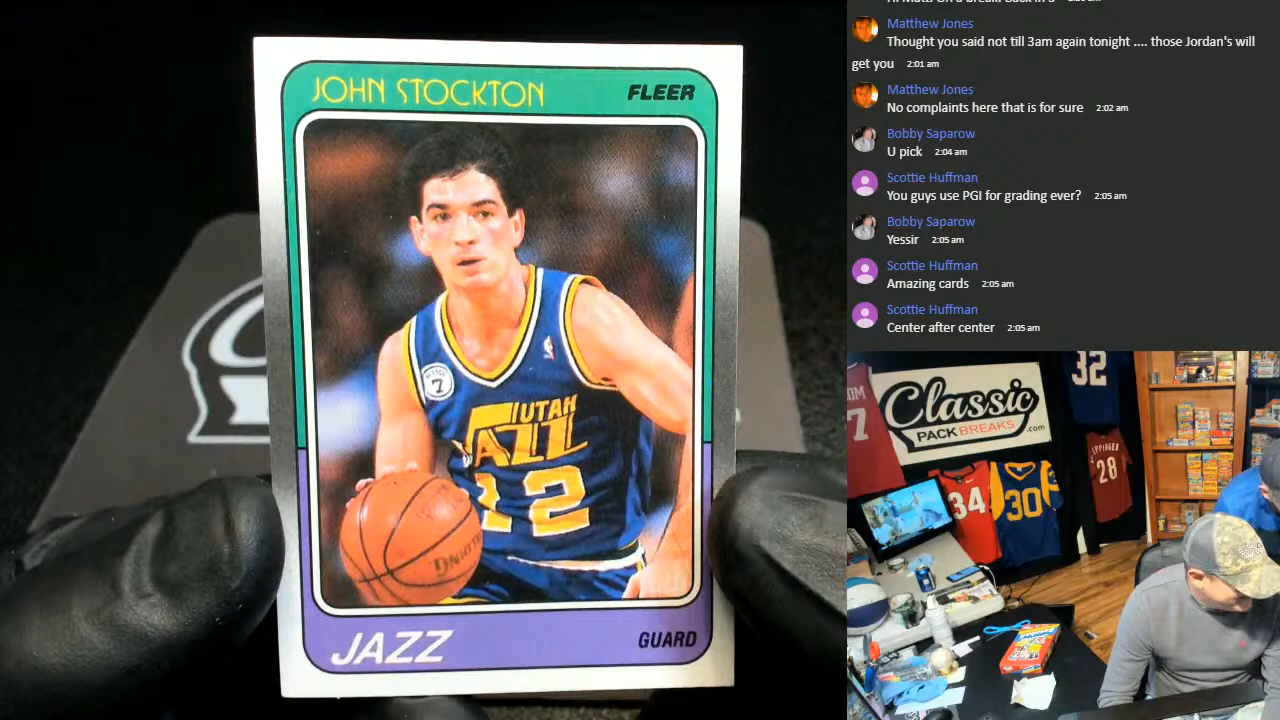 JOHN STOCKTON
FLEER
7
UTAH
JAZZ
12
JAZZ
GUARD
Matthew Jones
Thought you said not till 3am again tonight .... those Jordan's will
get you 2:01 am
Matthew Jones
No complaints here that is for sure 2:02 am
Bobby Saparow
U pick 2:04 am
Scottie Huffman
You guys use PGI for grading ever? 2:05 am
Bobby Saparow
Yessir 2:05 am
Scottie Huffman
Amazing cards 2:05 am
Scottie Huffman
Center after center 2:05 am
32
Classic
PACKBREAKS.com
7
34
30
28